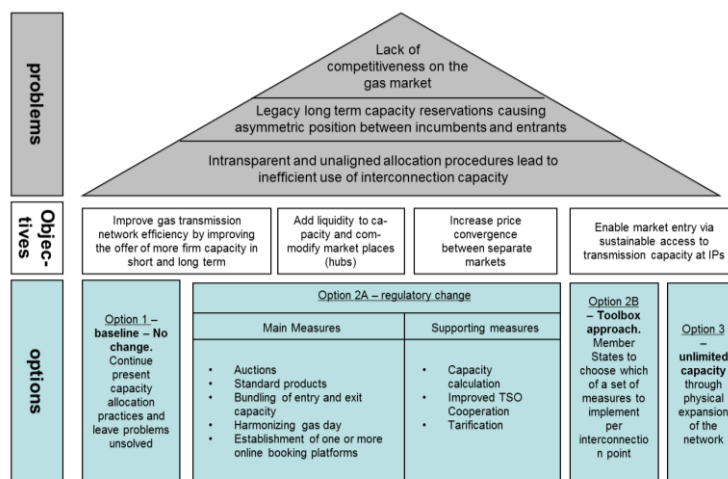 problems
Lack of
competitiveness on the
gas market
Legacy long term capacity reservations causing
asymmetric position between incumbents and entrants
Intransparent and unaligned allocation procedures lead to
inefficient use of interconnection capacity
Objec-
tives
Improve gas transmission
network efficiency by improving
the offer of more firm capacity in
short and long term
Add liquidity to ca-
pacity and com-
modify market places
(hubs)
Increase price
convergence
between separate
markets
Enable market entry via
sustainable access to
transmission capacity at IPs
options
Option 1 –
baseline – No
change.
Continue
present
capacity
allocation
practices and
leave problems
unsolved
Option 2A – regulatory change
Main Measures
• Auctions
• Standard products
• Bundling of entry and exit
capacity
• Harmonizing gas day
• Establishment of one or more
online booking platforms
Supporting measures
• Capacity
calculation
• Improved TSO
Cooperation
• Tarification
Option 2B
– Toolbox
approach.
Member
States to
choose which
of a set of
measures to
implement
per
interconnectio
n point
Option 3
–
unlimited
capacity
through
physical
expansion
of the
network